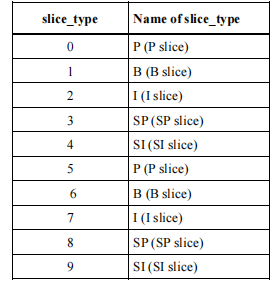 slice_type Name of slice_type
0 P (P slice)
1 B (B slice)
2 I (I slice)
3 SP (SP slice)
4 SI (SI slice)
5 P (P slice)
6 B (B slice)
7 I (I slice)
8 SP (SP slice)
9 SI (SI slice)